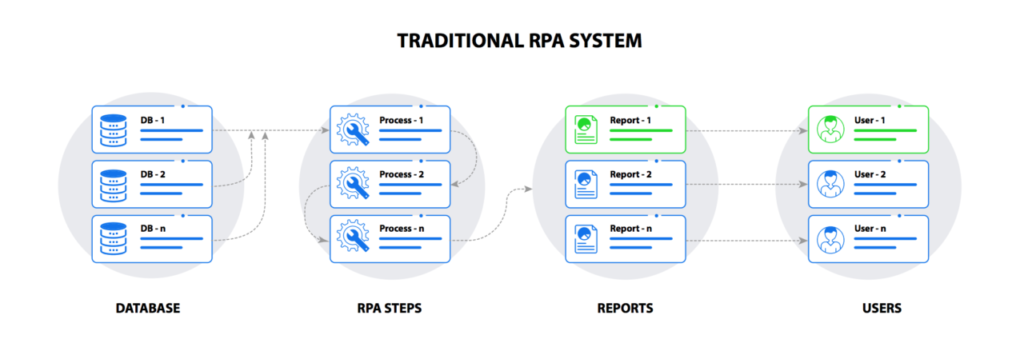 TRADITIONAL RPA SYSTEM
DB - 1
DB - 2
DB - n
DATABASE
Process - 1
Process - 2
Process - n
RPA STEPS
Report - 1
Report - 2
Report - n
REPORTS
User - 1
User - 2
User - n
USERS